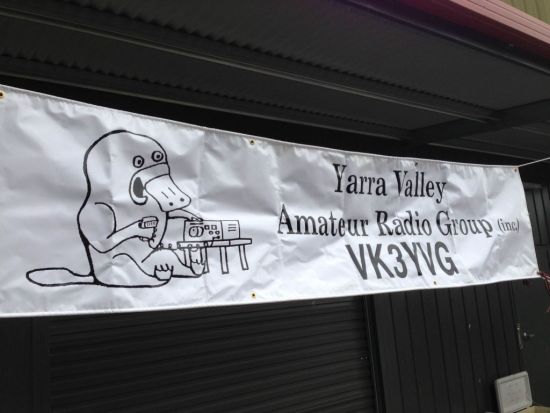 Yarra Valley
Amateur Radio Group (inc)
VK3YVG